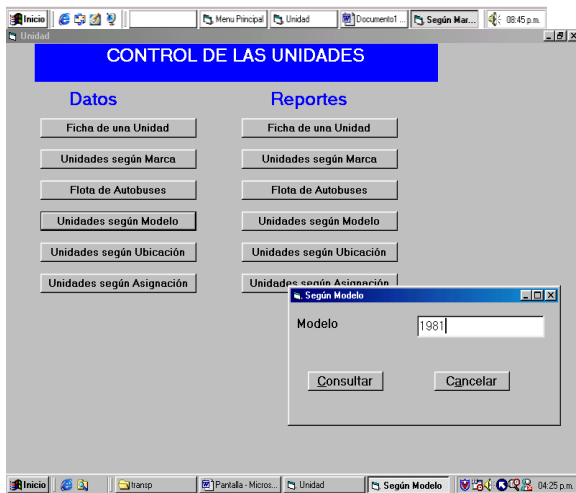 Inicio Menu Principal Unidad Documento1 ... Según Mar... 08:45 p.m.
Unidad
CONTROL DE LAS UNIDADES
Datos Reportes
Ficha de una Unidad Ficha de una Unidad
Unidades según Marca Unidades según Marca
Flota de Autobuses Flota de Autobuses
Unidades según Modelo Unidades según Modelo
Unidades según Ubicación Unidades según Ubicación
Unidades según Asignación Unidades según Asignación
Según Modelo
Modelo 1981
Consultar Cancelar
Inicio transp Pantalla - Micros... Unidad Según Modelo 04:25 p.m.